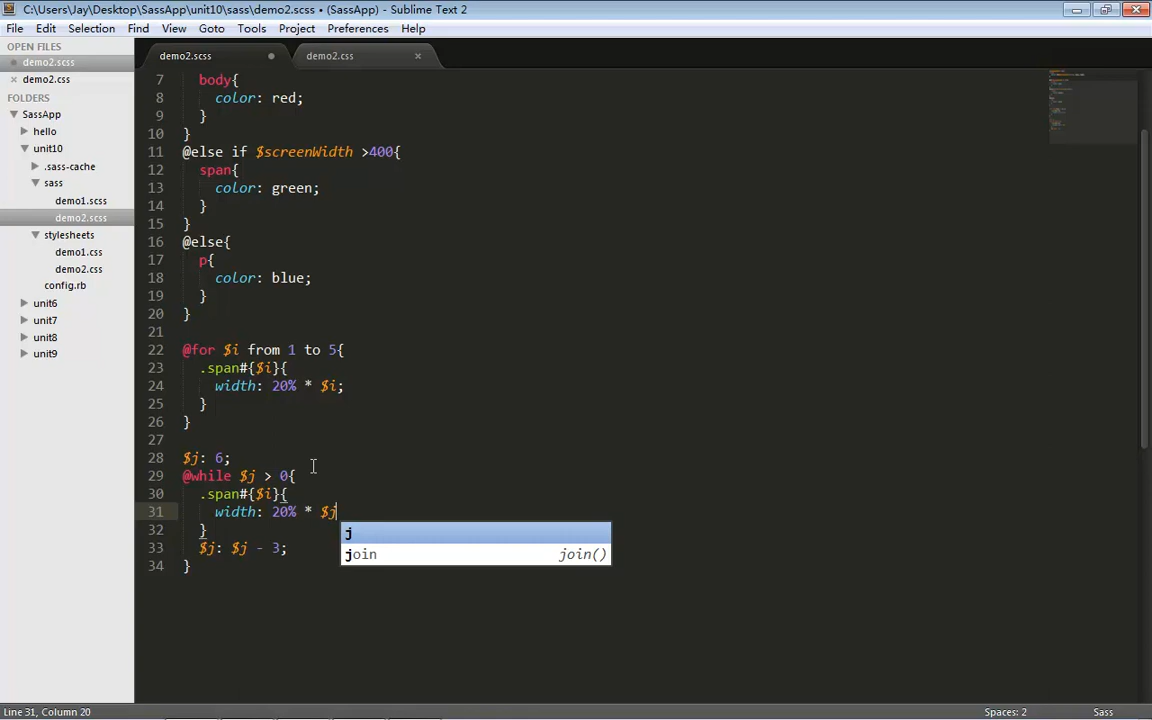 C:\Users\Jay\Desktop\SassApp\unit10\sass\demo2.scss • (SassApp) - Sublime Text 2
File Edit Selection Find View Goto Tools Project Preferences Help
OPEN FILES
demo2.scss
demo2.css
FOLDERS
SassApp
hello
unit10
.sass-cache
sass
demo1.scss
demo2.scss
stylesheets
demo1.css
demo2.css
config.rb
unit6
unit7
unit8
unit9
demo2.scss demo2.css
7 body{
8 color: red;
9 }
10 }
11 @else if $screenWidth >400{
12 span{
13 color: green;
14 }
15 }
16 @else{
17 p{
18 color: blue;
19 }
20 }
21
22 @for $i from 1 to 5{
23 .span#{$i}{
24 width: 20% * $i;
25 }
26 }
27
28 $j: 6;
29 @while $j > 0{
30 .span#{$i}{
31 width: 20% * $j
32 }
33 $j: $j - 3;
34 }
j
join join()
Line 31, Column 20 Spaces: 2 Sass